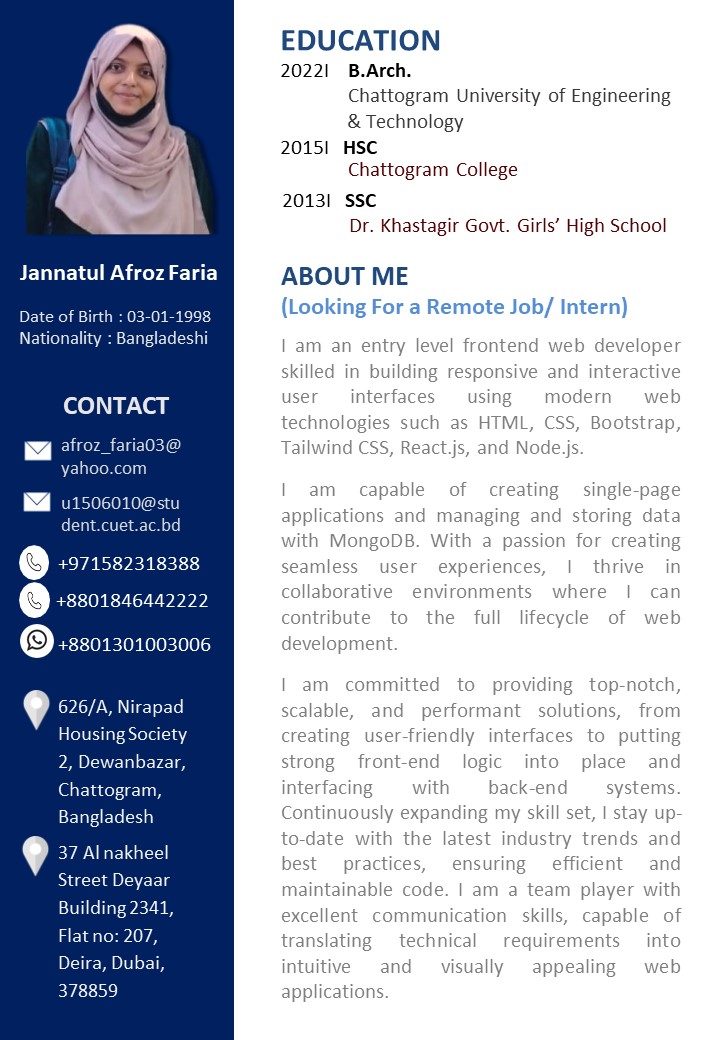 Jannatul Afroz Faria
Date of Birth : 03-01-1998
Nationality : Bangladeshi
CONTACT
afroz_faria03@
yahoo.com
u1506010@stu
dent.cuet.ac.bd
+971582318388
+8801846442222
+8801301003006
626/A, Nirapad
Housing Society
2, Dewanbazar,
Chattogram,
Bangladesh
37 Al nakheel
Street Deyaar
Building 2341,
Flat no: 207,
Deira, Dubai,
378859
EDUCATION
2022I B.Arch.
Chattogram University of Engineering
& Technology
2015I HSC
Chattogram College
2013I SSC
Dr. Khastagir Govt. Girls’ High School
ABOUT ME
(Looking For a Remote Job/ Intern)
I am an entry level frontend web developer
skilled in building responsive and interactive
user interfaces using modern web
technologies such as HTML, CSS, Bootstrap,
Tailwind CSS, React.js, and Node.js.
I am capable of creating single-page
applications and managing and storing data
with MongoDB. With a passion for creating
seamless user experiences, I thrive in
collaborative environments where I can
contribute to the full lifecycle of web
development.
I am committed to providing top-notch,
scalable, and performant solutions, from
creating user-friendly interfaces to putting
strong front-end logic into place and
interfacing with back-end systems.
Continuously expanding my skill set, I stay up-
to-date with the latest industry trends and
best practices, ensuring efficient and
maintainable code. I am a team player with
excellent communication skills, capable of
translating technical requirements into
intuitive and visually appealing web
applications.